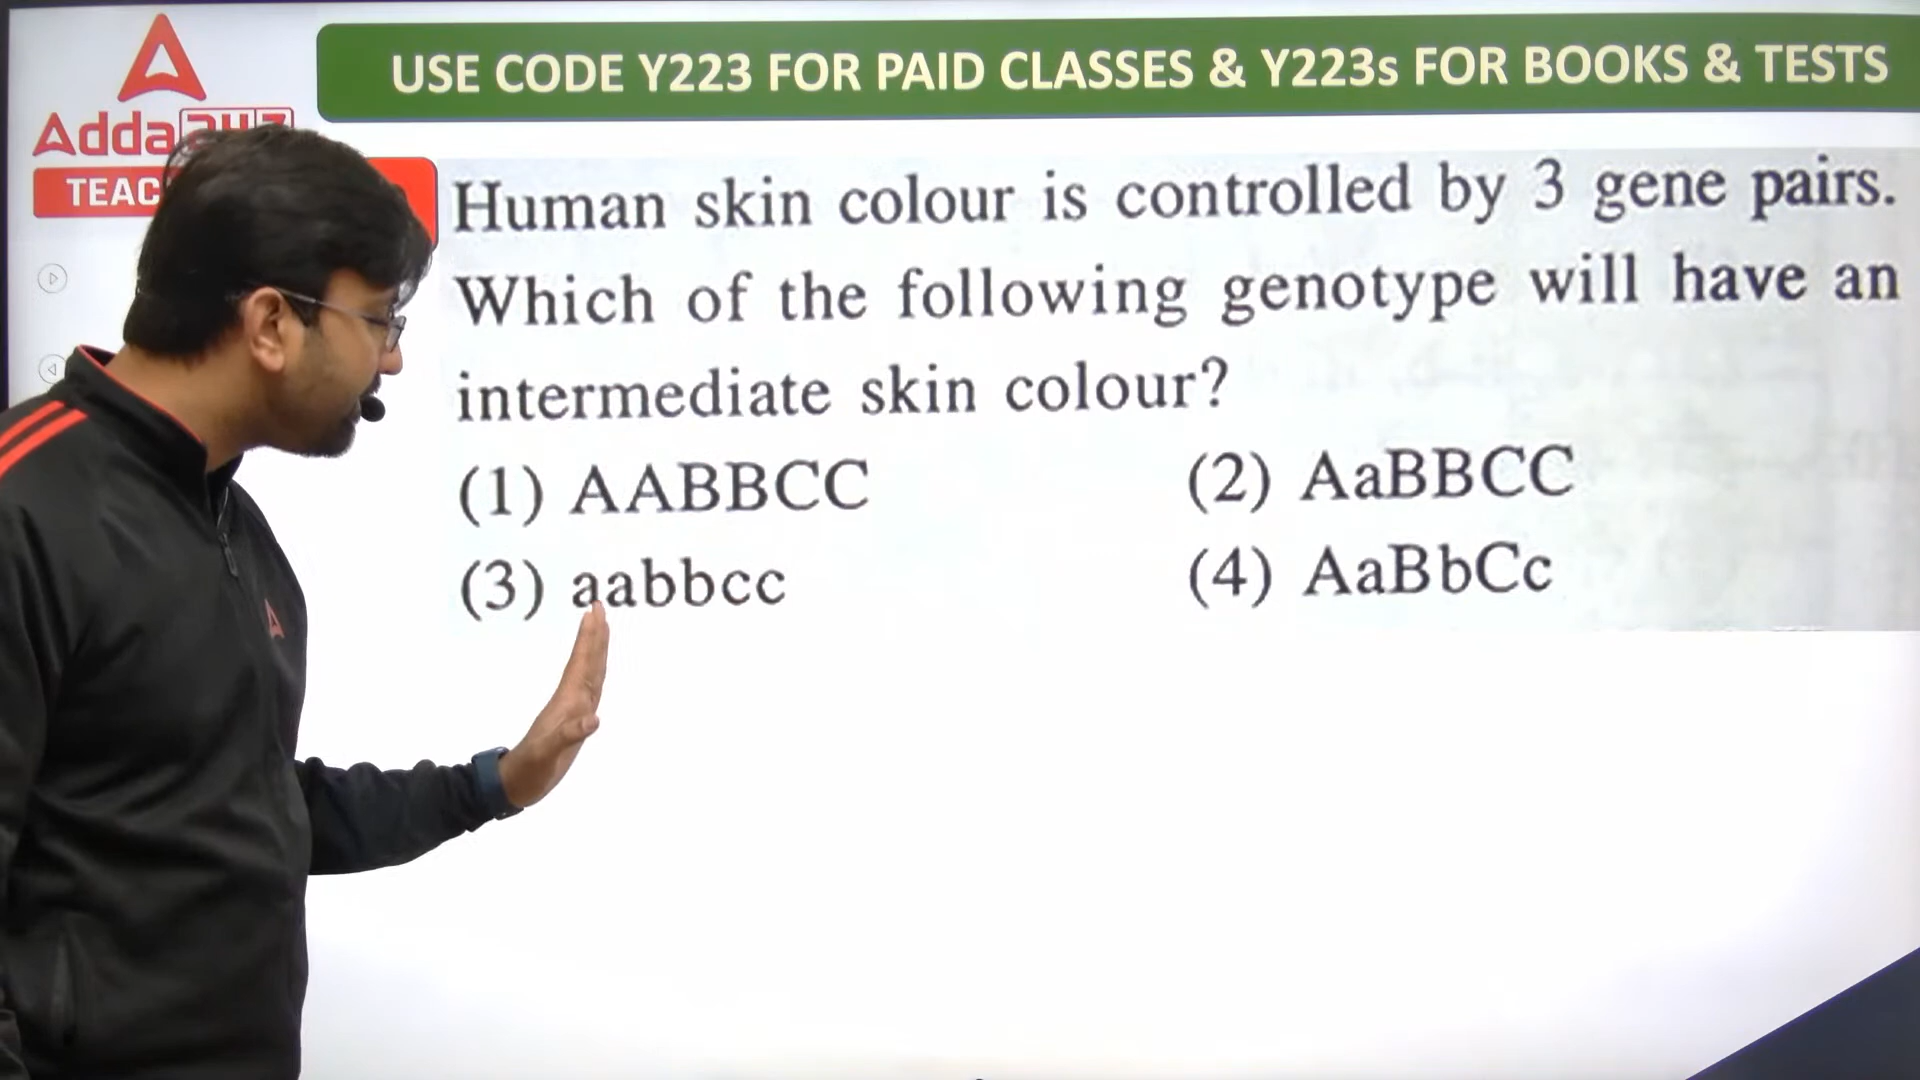 USE CODE Y223 FOR PAID CLASSES & Y223s FOR BOOKS & TESTS
Adda247
TEAC
Human skin colour is controlled by 3 gene pairs.
Which of the following genotype will have an
intermediate skin colour?
(1) AABBCC (2) AaBBCC
(3) aabbcc (4) AaBbCc